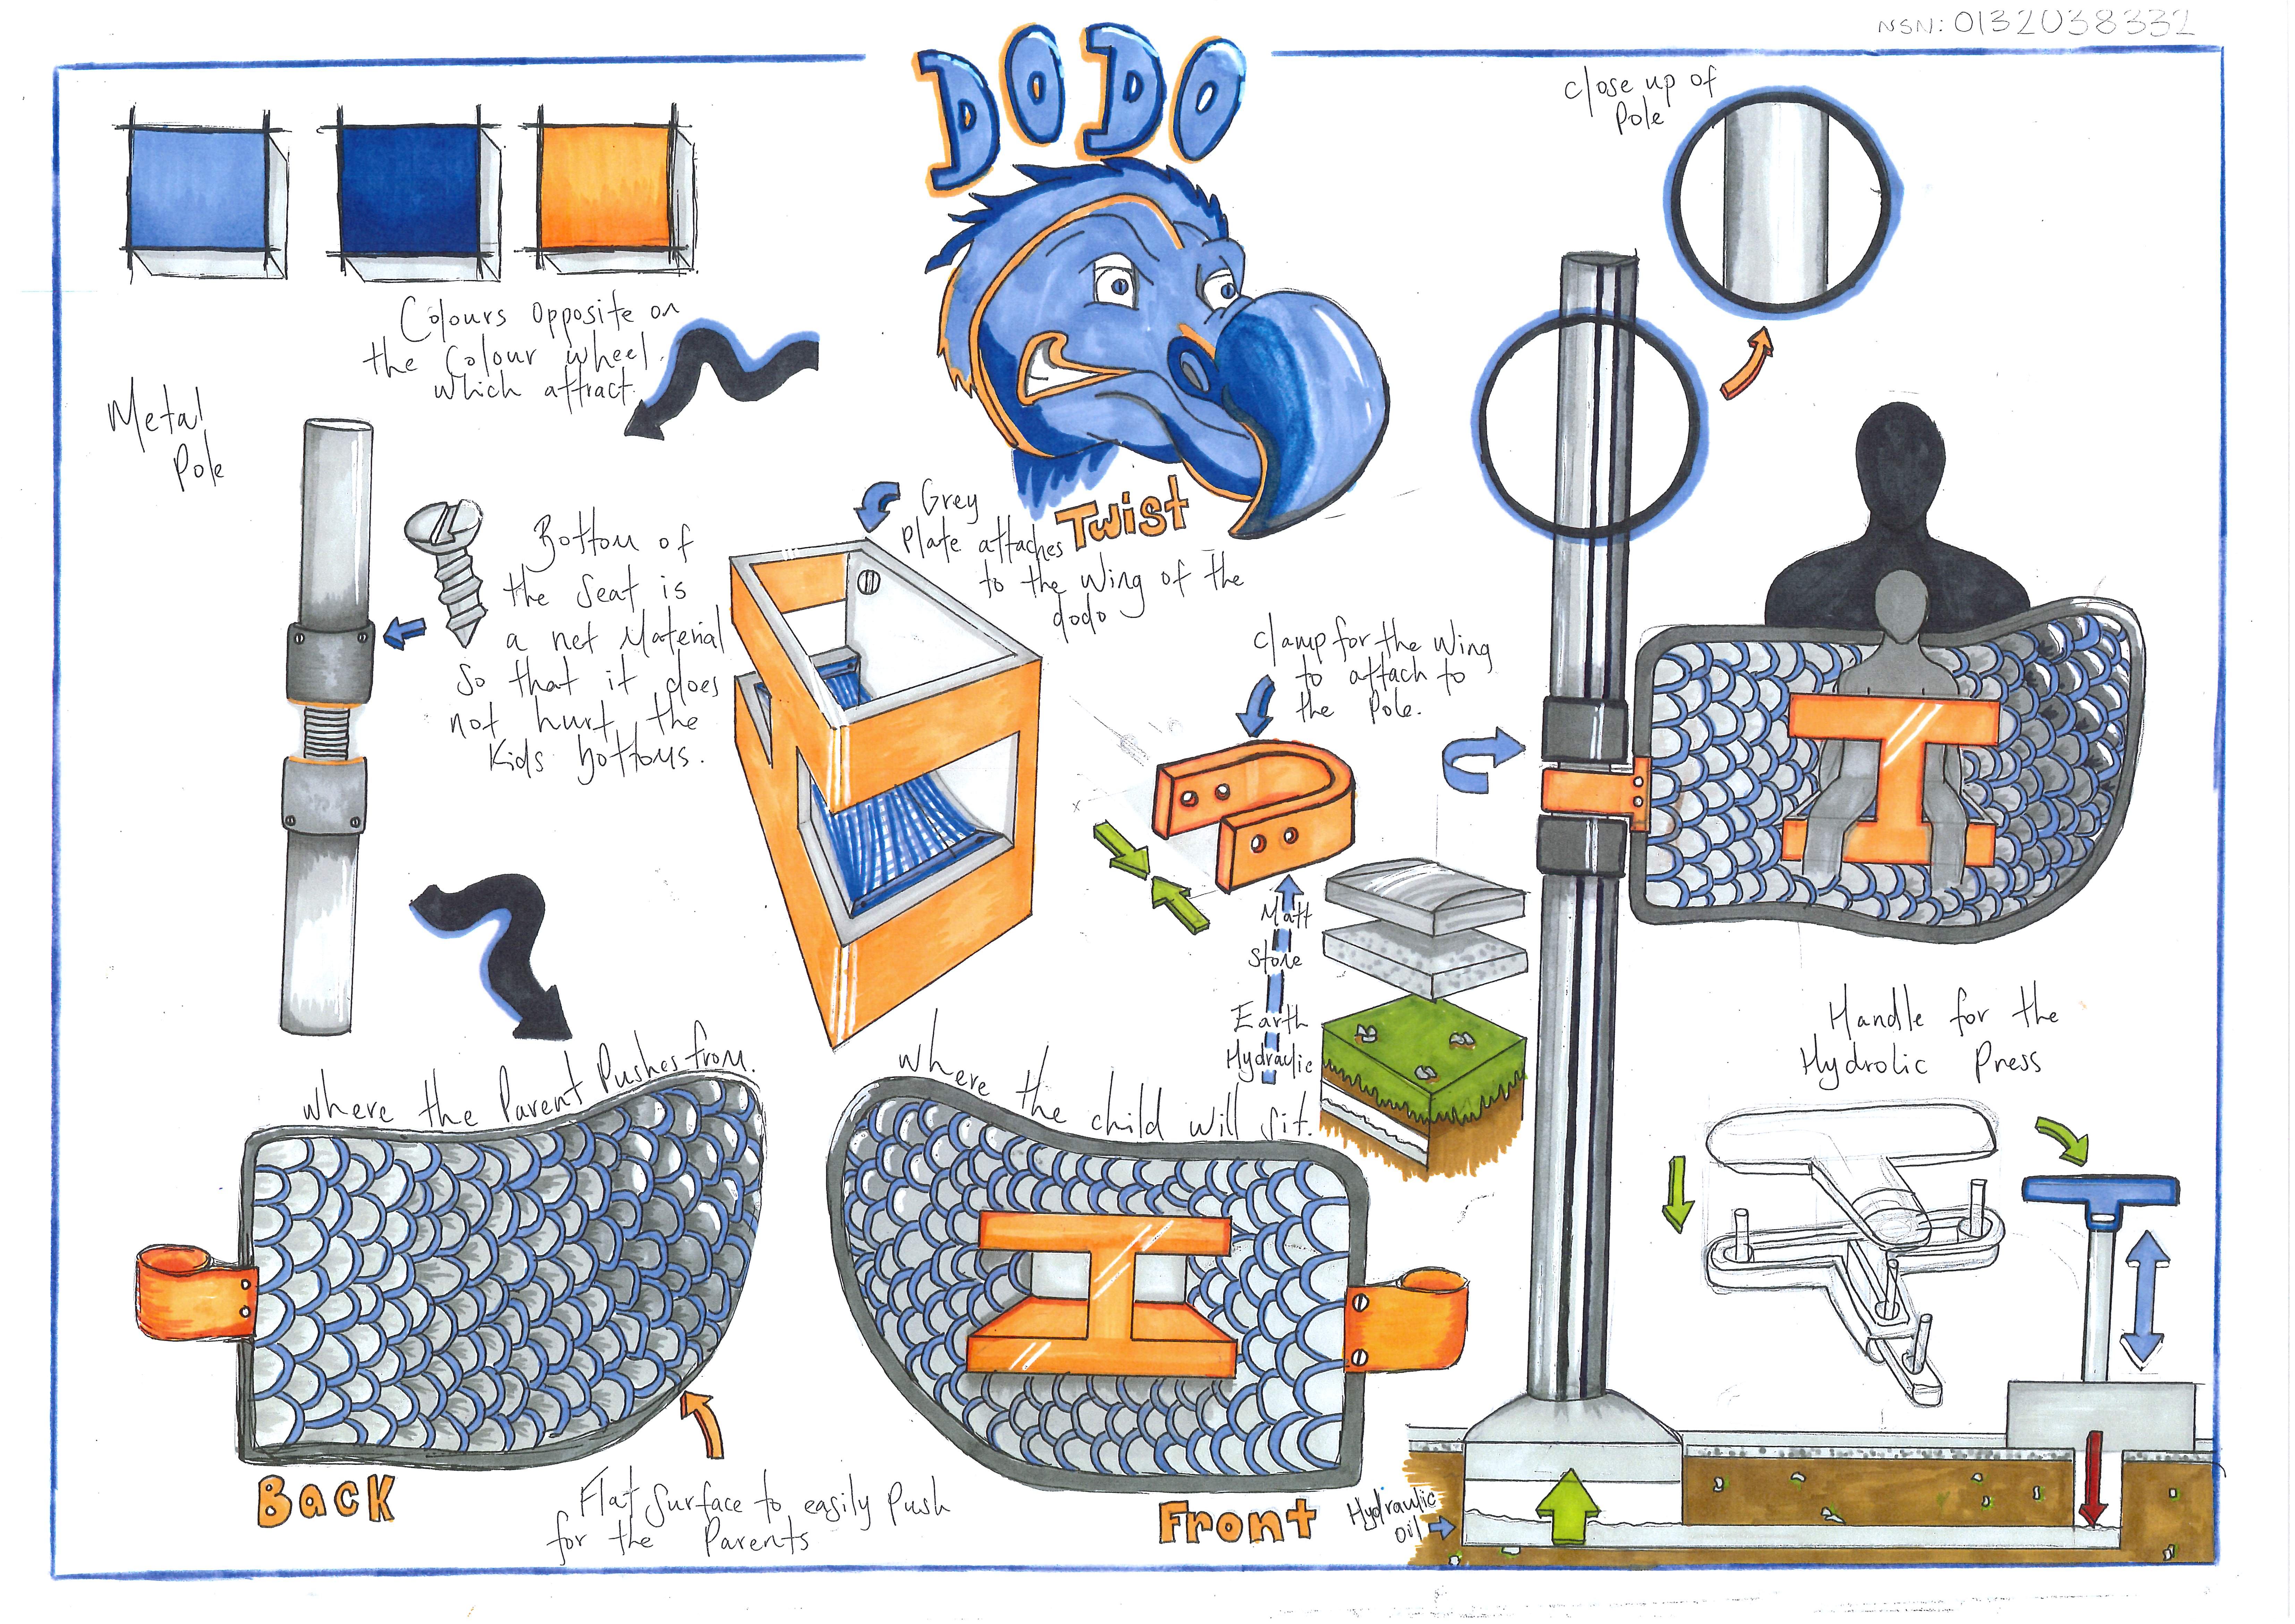 NSN: 0132038332
DODO
Twist
close up of
Pole
Colours opposite on
the Colour wheel.
which attract.
Metal
Pole
Bottom of
the Seat is
a net Material
So that it does
not hurt the
Kids bottoms.
Grey
Plate attaches
to the wing of the
dodo
clamp for the wing
to attach to
the Pole.
Matt
Stone
Earth
Hydraulic
Handle for the
Hydrolic Press
where the Parent Pushes from.
where the child will sit.
Back
Flat surface to easily Push
for the Parents
Front
Hydraulic
oil